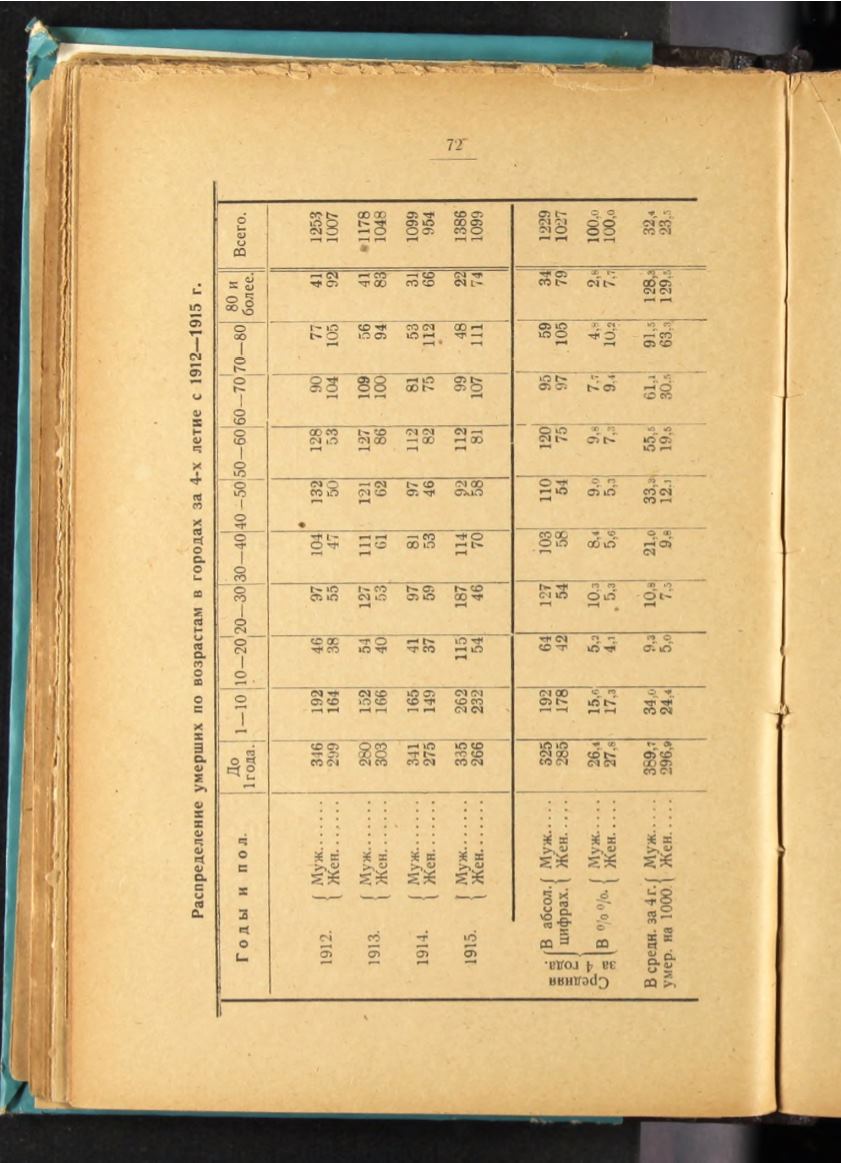 72
Распределение умерших по возрастам в городах за 4-х летие с 1912—1915 г.
Годы и пол. До 1 года. 1—10 10—20 20—30 30—40 40—50 50—60 60—70 70—80 80 и более. Всего.
1912. { Муж....... 346 192 46 97 104 132 128 90 77 41 1253
{ Жен....... 299 164 38 55 47 50 53 104 105 92 1007
1913. { Муж....... 280 152 54 127 111 121 127 109 56 41 1178
{ Жен....... 303 166 40 53 61 62 86 100 94 83 1048
1914. { Муж....... 341 165 41 97 81 97 112 81 53 31 1099
{ Жен....... 275 149 37 59 53 46 82 75 112 66 954
1915. { Муж....... 335 262 115 187 114 92 112 99 48 22 1386
{ Жен....... 266 232 54 46 70 58 81 107 111 74 1099
Средняя за 4 года.
{ В абсол. { Муж..... 325 192 64 127 103 110 120 95 59 34 1229
цифрах. { Жен..... 285 178 42 54 58 54 75 97 105 79 1027
{ В %%. { Муж..... 26,4 15,6 5,2 10,3 8,4 9,0 9,8 7,7 4,8 2,8 100,0
{ Жен..... 27,8 17,3 4,1 5,3 5,6 5,3 7,3 9,4 10,2 7,7 100,0
В средн. за 4 г. { Муж..... 389,7 34,0 9,3 10,8 21,0 33,3 55,5 61,1 91,5 128,3 32,4
умер. на 1000. { Жен..... 296,9 24,4 5,0 7,5 9,8 12,1 19,5 30,5 63,3 129,5 23,5